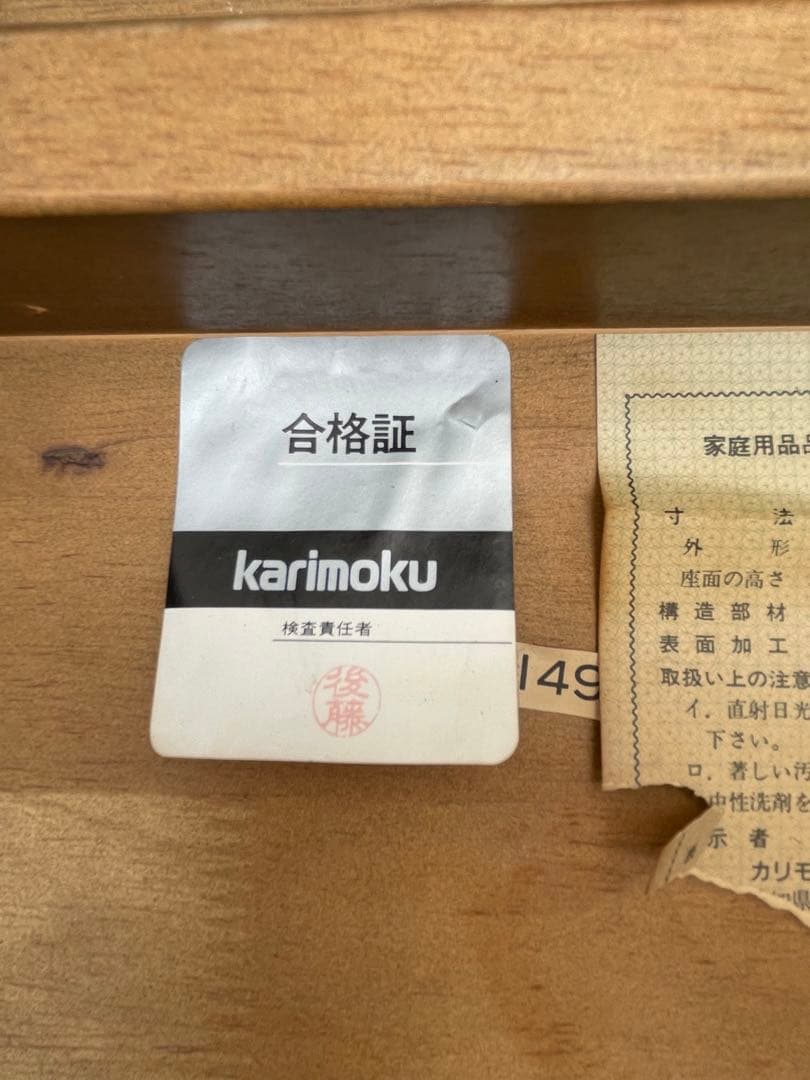 合格証
karimoku
検査責任者
後藤
149
家庭用品品
寸法
外形
座面の高さ
構造部材
表面加工
取扱い上の注意
イ．直射日光
下さい。
ロ．著しい汚
中性洗剤を
示者
カリモ
県